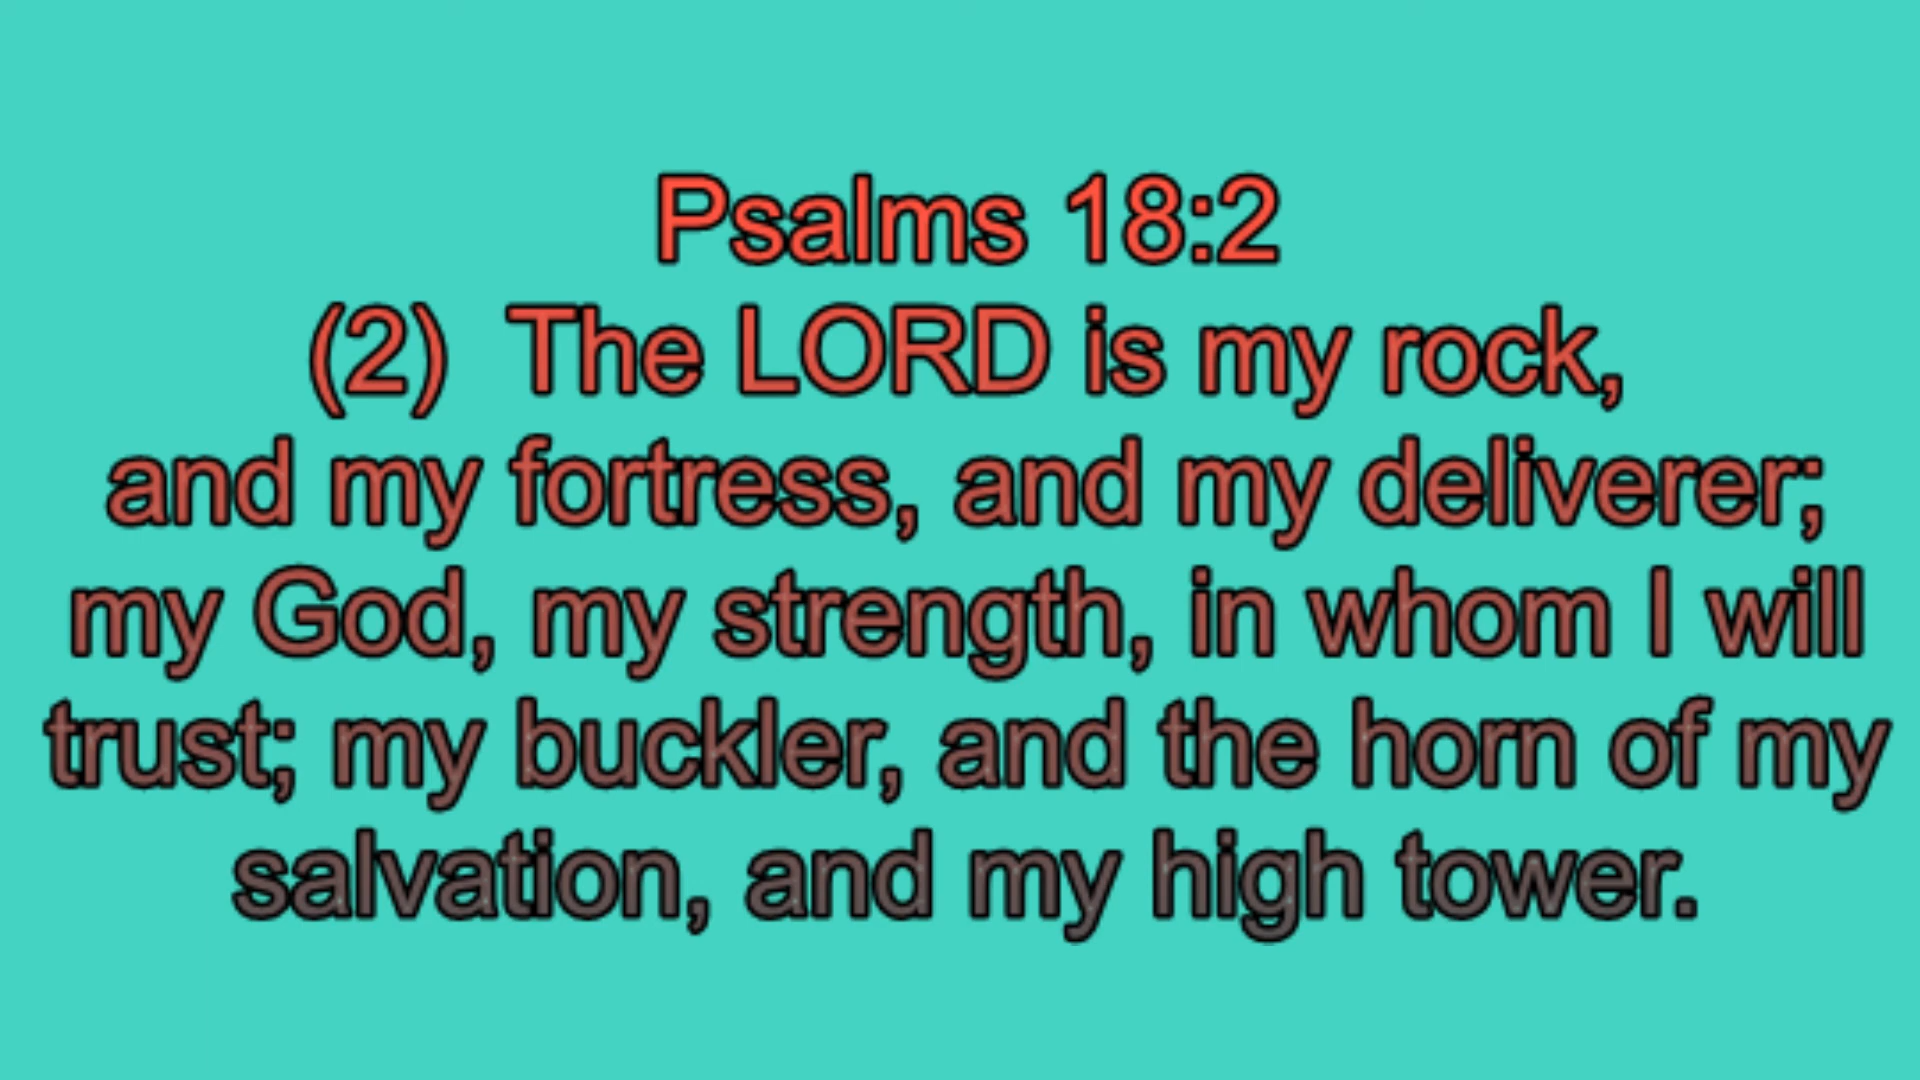 Psalms 18:2
(2)  The LORD is my rock,
and my fortress, and my deliverer;
my God, my strength, in whom I will
trust; my buckler, and the horn of my
salvation, and my high tower.